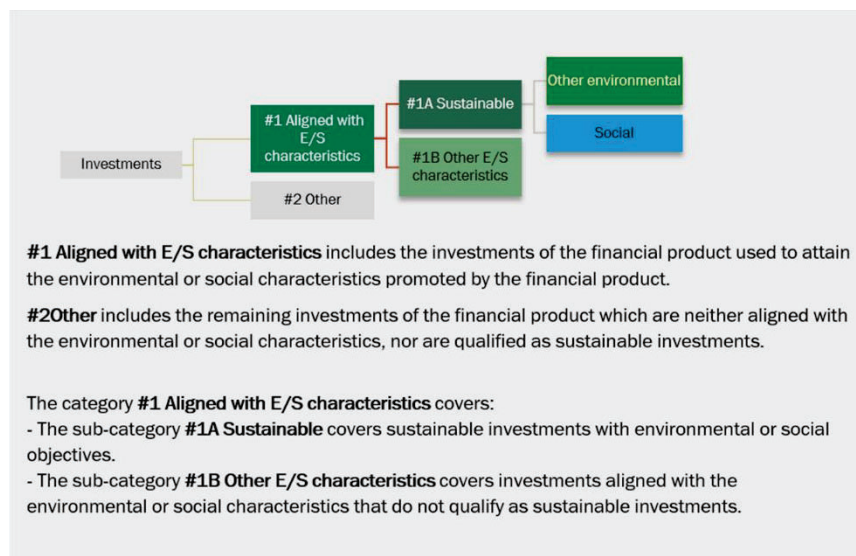 Other environmental
#1A Sustainable
#1 Aligned with
E/S
characteristics
Social
Investments
#1B Other E/S
characteristics
#2 Other
#1 Aligned with E/S characteristics includes the investments of the financial product used to attain
the environmental or social characteristics promoted by the financial product.
#2Other includes the remaining investments of the financial product which are neither aligned with
the environmental or social characteristics, nor are qualified as sustainable investments.
The category #1 Aligned with E/S characteristics covers:
- The sub-category #1A Sustainable covers sustainable investments with environmental or social
objectives.
- The sub-category #1B Other E/S characteristics covers investments aligned with the
environmental or social characteristics that do not qualify as sustainable investments.